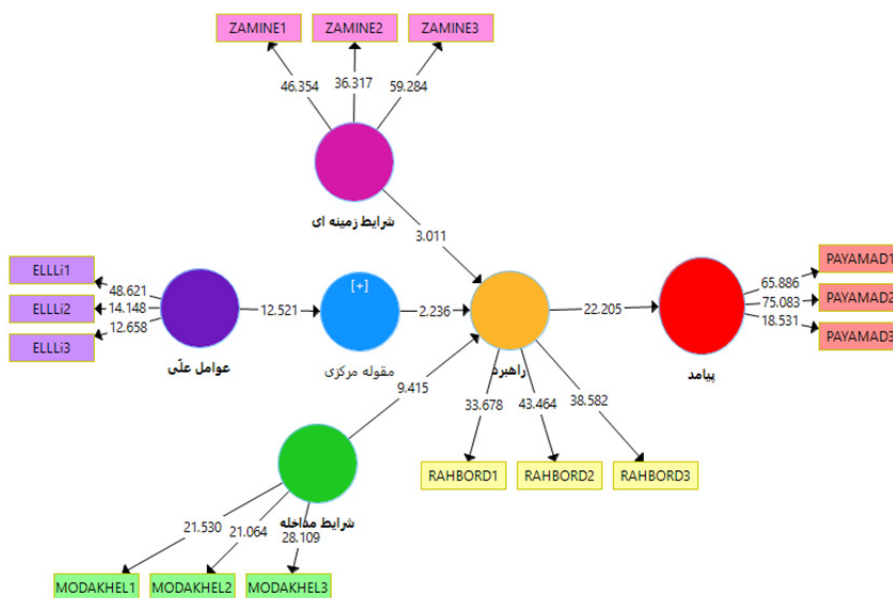 ZAMINE1 ZAMINE2 ZAMINE3
46.354 36.317 59.284
شرایط زمینه ای
3.011
ELLLi1
ELLLi2
ELLLi3
48.621
14.148
12.658
عوامل علّی
12.521
[+]
مقوله مرکزی
2.236
راهبرد
22.205
پیامد
65.886
75.083
18.531
PAYAMAD1
PAYAMAD2
PAYAMAD3
9.415
33.678 43.464 38.582
RAHBORD1 RAHBORD2 RAHBORD3
شرایط مداخله
21.530 21.064 28.109
MODAKHEL1 MODAKHEL2 MODAKHEL3